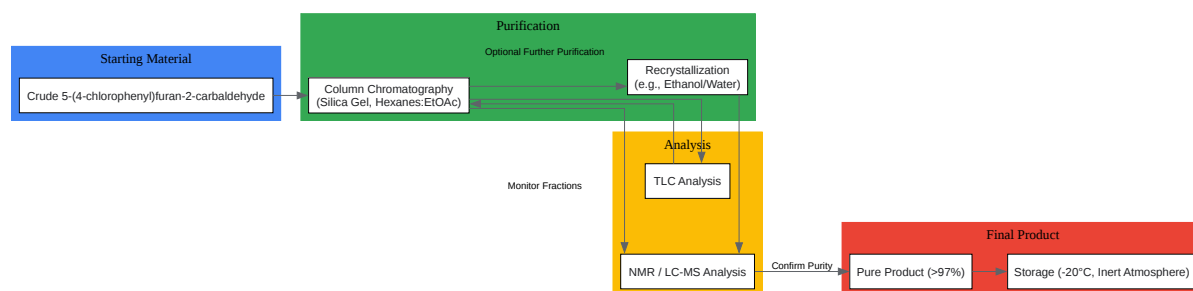 Purification
Optional Further Purification
Starting Material
Crude 5-(4-chlorophenyl)furan-2-carbaldehyde
Column Chromatography
(Silica Gel, Hexanes:EtOAc)
Recrystallization
(e.g., Ethanol/Water)
Analysis
TLC Analysis
Monitor Fractions
NMR / LC-MS Analysis
Confirm Purity
Final Product
Pure Product (>97%)
Storage (-20°C, Inert Atmosphere)